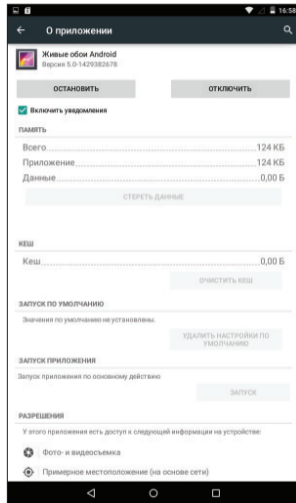 16:58
О приложении
Живые обои Android
Версия 5.0-1429382678
ОСТАНОВИТЬ ОТКЛЮЧИТЬ
Включить уведомления
ПАМЯТЬ
Всего 124 КБ
Приложение 124 КБ
Данные 0,00 Б
СТЕРЕТЬ ДАННЫЕ
КЕШ
Кеш 0,00 Б
ОЧИСТИТЬ КЕШ
ЗАПУСК ПО УМОЛЧАНИЮ
Значения по умолчанию не установлены.
УДАЛИТЬ НАСТРОЙКИ ПО
УМОЛЧАНИЮ
ЗАПУСК ПРИЛОЖЕНИЯ
Запуск приложения по основному действию
ЗАПУСК
РАЗРЕШЕНИЯ
У этого приложения есть доступ к следующей информации на устройстве:
Фото- и видеосъемка
Примерное местоположение (на основе сети)